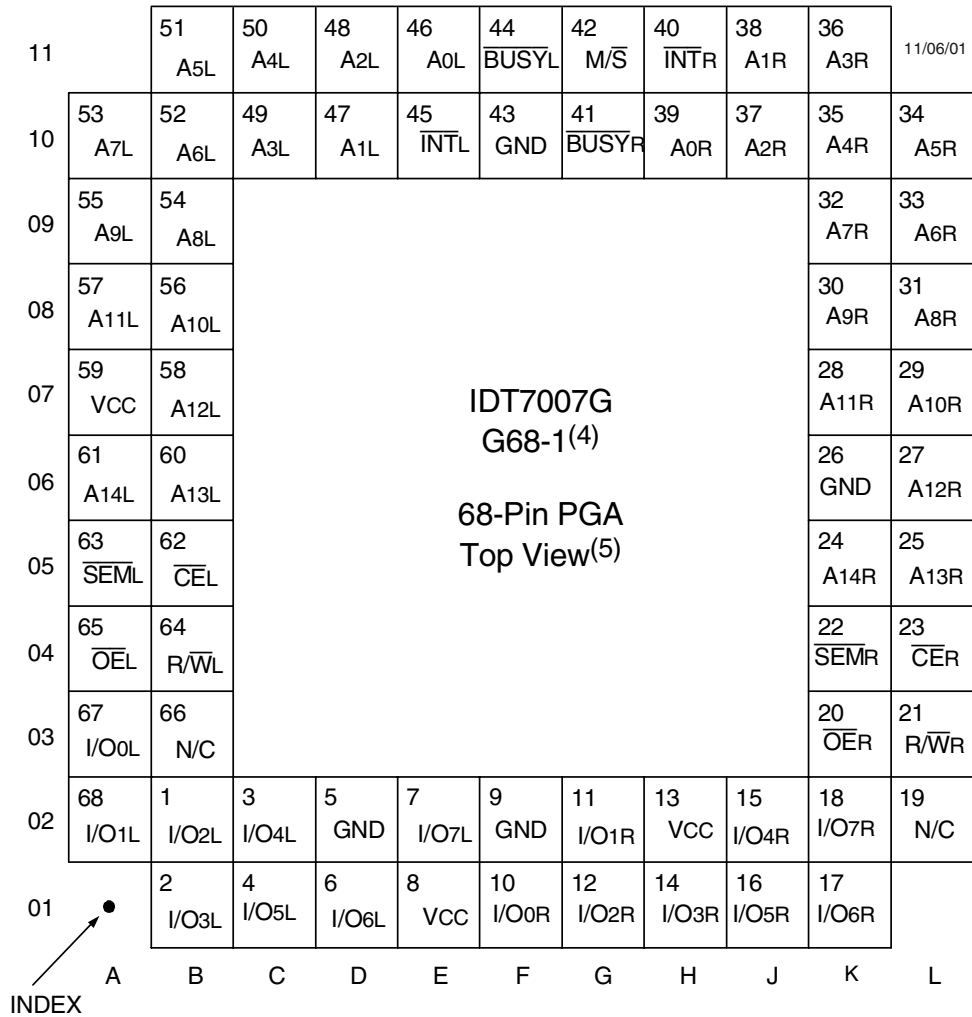 11 51 50 48 46 44 42 40 38 36 11/06/01
A5L A4L A2L A0L BUSYL M/S INTR A1R A3R
10 53 52 49 47 45 43 41 39 37 35 34
A7L A6L A3L A1L INTL GND BUSYR A0R A2R A4R A5R
09 55 54 32 33
A9L A8L A7R A6R
08 57 56 30 31
A11L A10L A9R A8R
07 59 58 28 29
VCC A12L A11R A10R
IDT7007G
G68-1(4)
06 61 60 26 27
A14L A13L GND A12R
68-Pin PGA
Top View(5)
05 63 62 24 25
SEML CEL A14R A13R
04 65 64 22 23
OEL R/WL SEMR CER
03 67 66 20 21
I/O0L N/C OER R/WR
02 68 1 3 5 7 9 11 13 15 18 19
I/O1L I/O2L I/O4L GND I/O7L GND I/O1R VCC I/O4R I/O7R N/C
01 2 4 6 8 10 12 14 16 17
I/O3L I/O5L I/O6L VCC I/O0R I/O2R I/O3R I/O5R I/O6R
A B C D E F G H J K L
INDEX